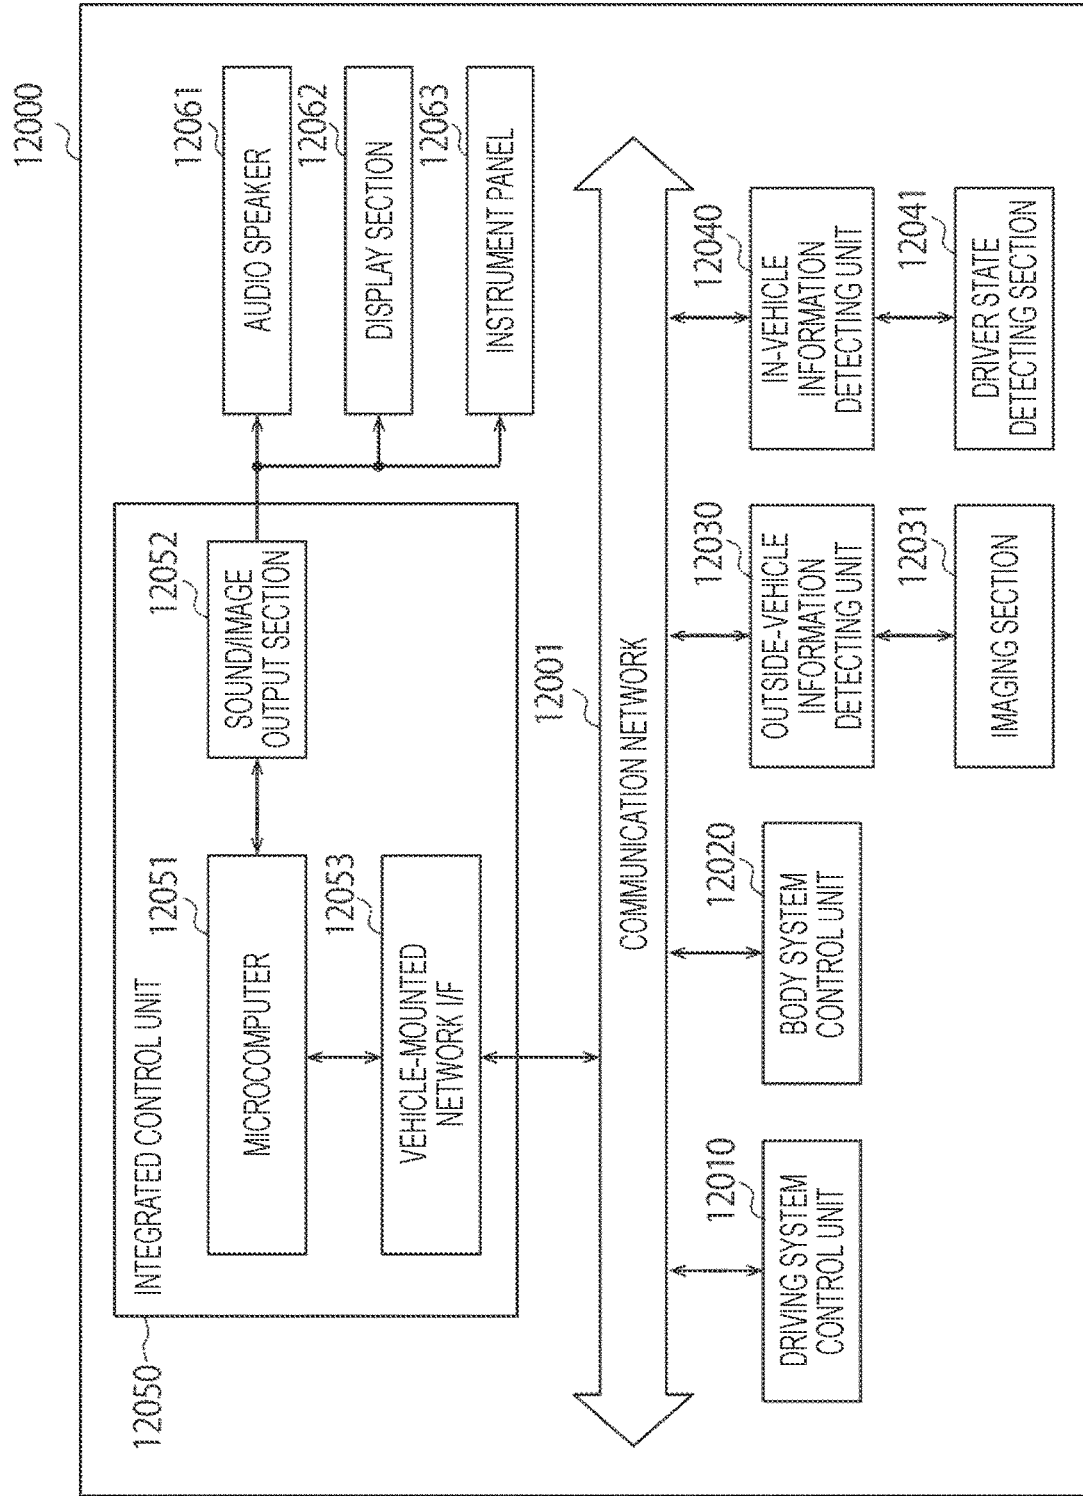 12000
12050
INTEGRATED CONTROL UNIT
12051
MICROCOMPUTER
12052
SOUND/IMAGE
OUTPUT SECTION
12053
VEHICLE-MOUNTED
NETWORK I/F
12061
AUDIO SPEAKER
12062
DISPLAY SECTION
12063
INSTRUMENT PANEL
12001
COMMUNICATION NETWORK
12010
DRIVING SYSTEM
CONTROL UNIT
12020
BODY SYSTEM
CONTROL UNIT
12030
OUTSIDE-VEHICLE
INFORMATION
DETECTING UNIT
12040
IN-VEHICLE
INFORMATION
DETECTING UNIT
12031
IMAGING SECTION
12041
DRIVER STATE
DETECTING SECTION